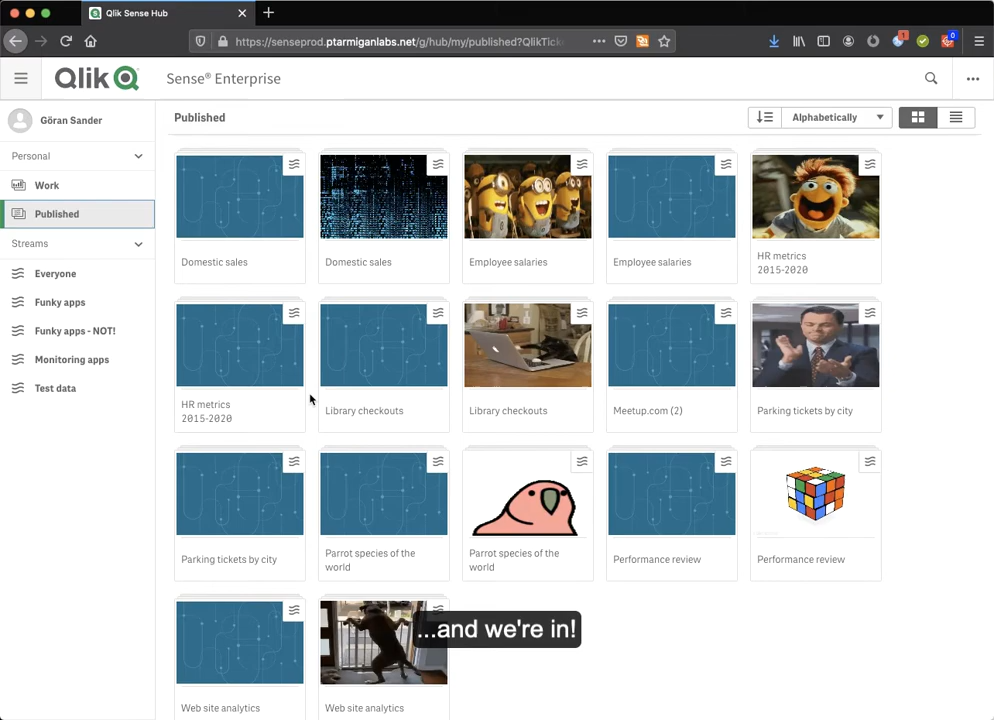 Qlik Sense Hub
https://senseprod.ptarmiganlabs.net/g/hub/my/published?QlikTick
1
0
Qlik
Sense® Enterprise
Göran Sander
Personal
Work
Published
Streams
Everyone
Funky apps
Funky apps - NOT!
Monitoring apps
Test data
Published
Alphabetically
Domestic sales
Domestic sales
Employee salaries
Employee salaries
HR metrics
2015-2020
HR metrics
2015-2020
Library checkouts
Library checkouts
Meetup.com (2)
Parking tickets by city
Parking tickets by city
Parrot species of the
world
Parrot species of the
world
Performance review
Performance review
Web site analytics
Web site analytics
...and we're in!